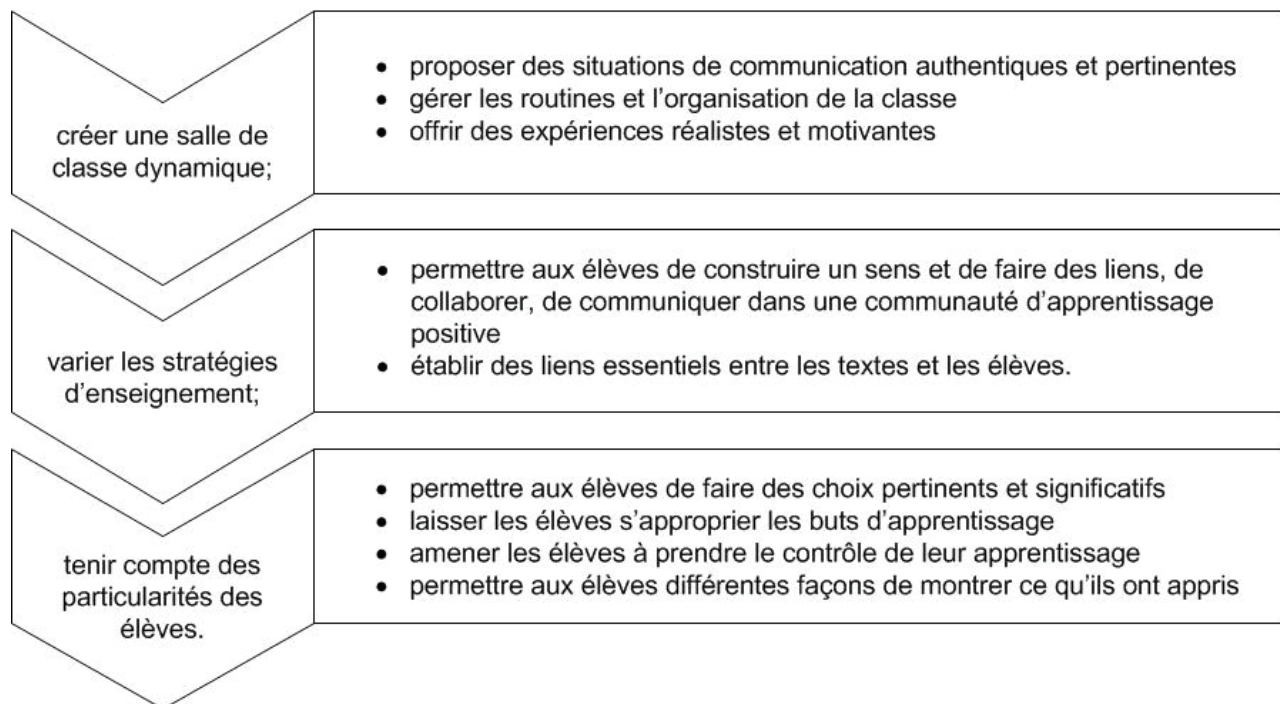 créer une salle de
classe dynamique;
• proposer des situations de communication authentiques et pertinentes
• gérer les routines et l'organisation de la classe
• offrir des expériences réalistes et motivantes
varier les stratégies
d'enseignement;
• permettre aux élèves de construire un sens et de faire des liens, de
collaborer, de communiquer dans une communauté d'apprentissage
positive
• établir des liens essentiels entre les textes et les élèves.
tenir compte des
particularités des
élèves.
• permettre aux élèves de faire des choix pertinents et significatifs
• laisser les élèves s'approprier les buts d'apprentissage
• amener les élèves à prendre le contrôle de leur apprentissage
• permettre aux élèves différentes façons de montrer ce qu'ils ont appris